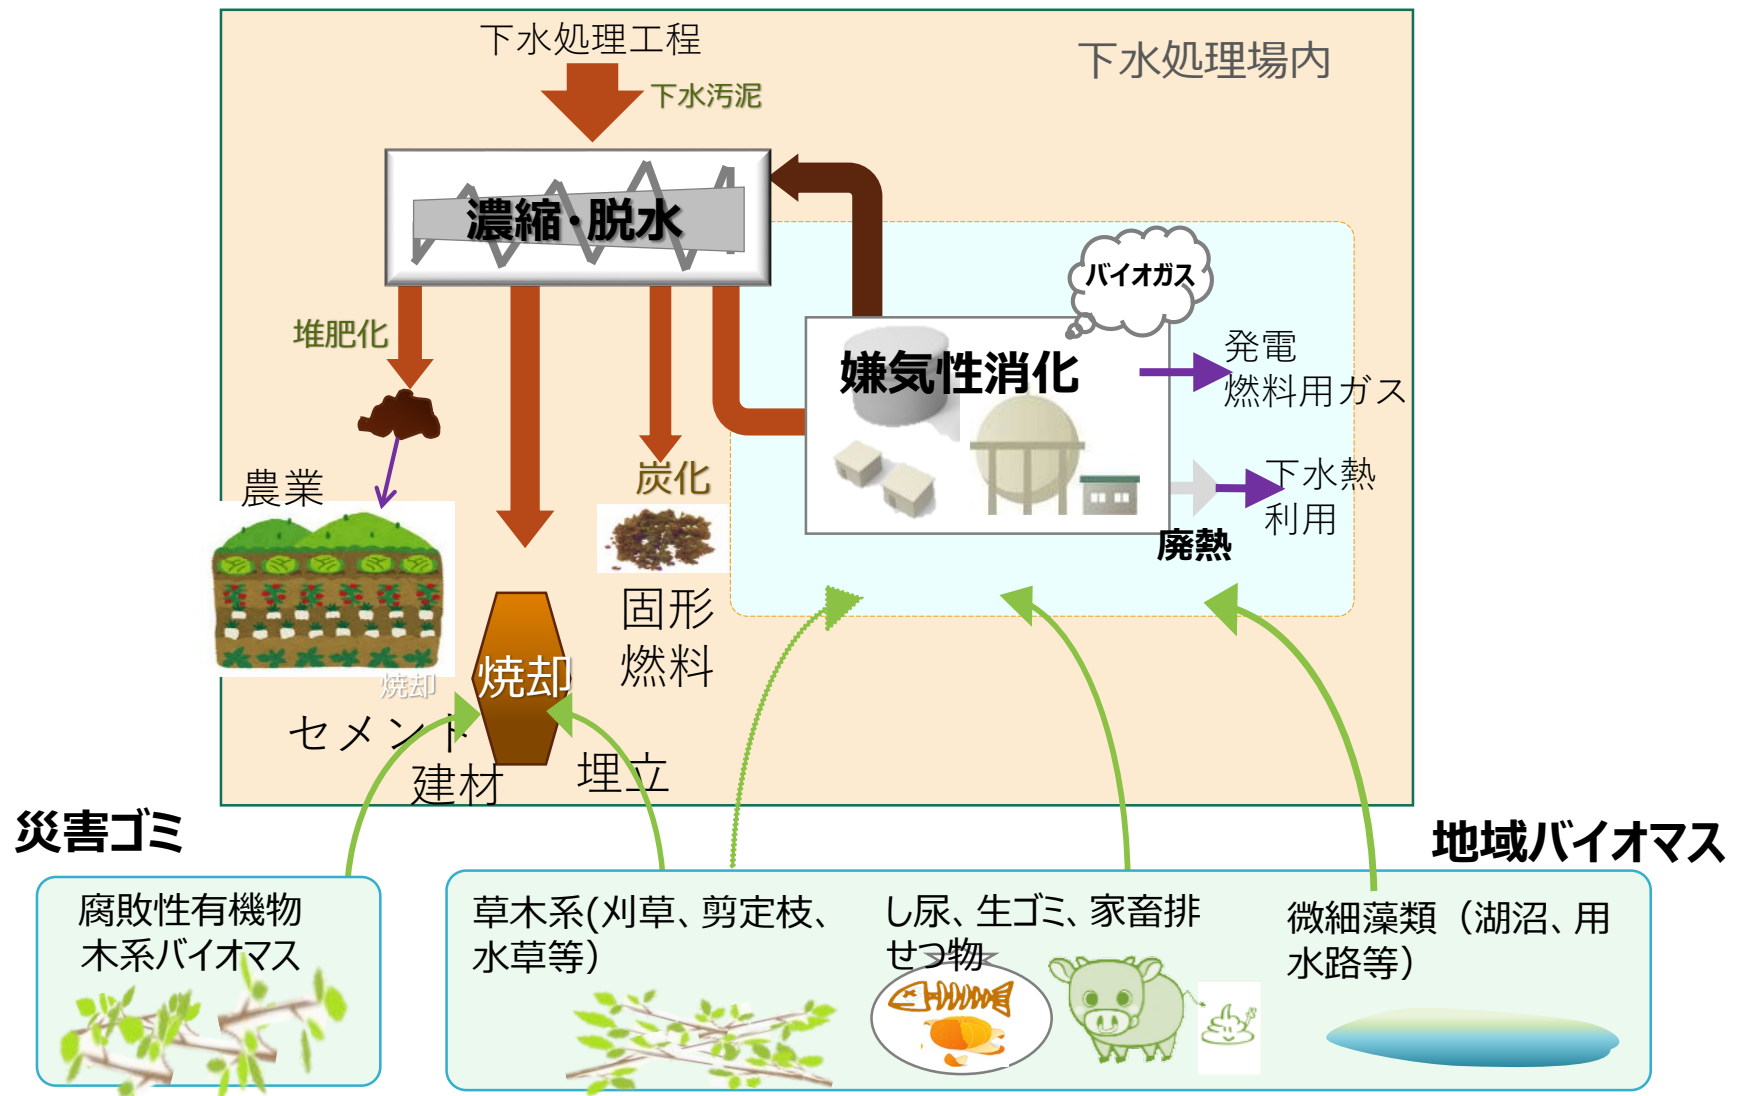 下水処理工程
下水処理場内
下水汚泥
濃縮・脱水
バイオガス
堆肥化
嫌気性消化
発電
燃料用ガス
農業
炭化
下水熱
利用
廃熱
固形
燃料
焼却
焼却
セメント
建材
埋立
災害ゴミ
地域バイオマス
腐敗性有機物
木系バイオマス
草木系(刈草、剪定枝、
水草等）
し尿、生ゴミ、家畜排
せつ物
微細藻類（湖沼、用
水路等）